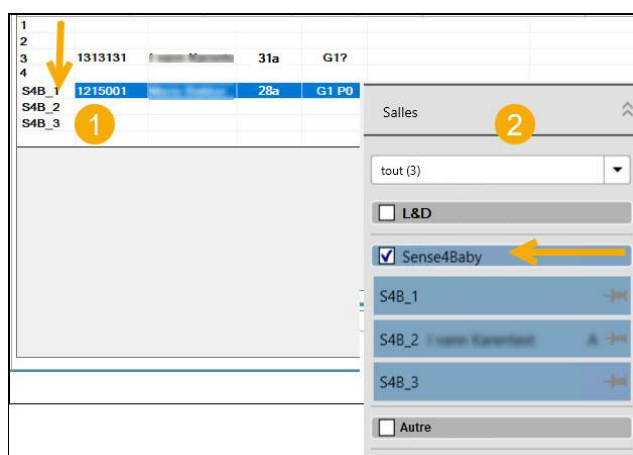 1
2
3 1313131 31a G1?
4
S4B_1 1215001 28a G1 P0
S4B_2
S4B_3
1
Salles
2
tout (3)
L&D
Sense4Baby
S4B_1
S4B_2 A
S4B_3
Autre